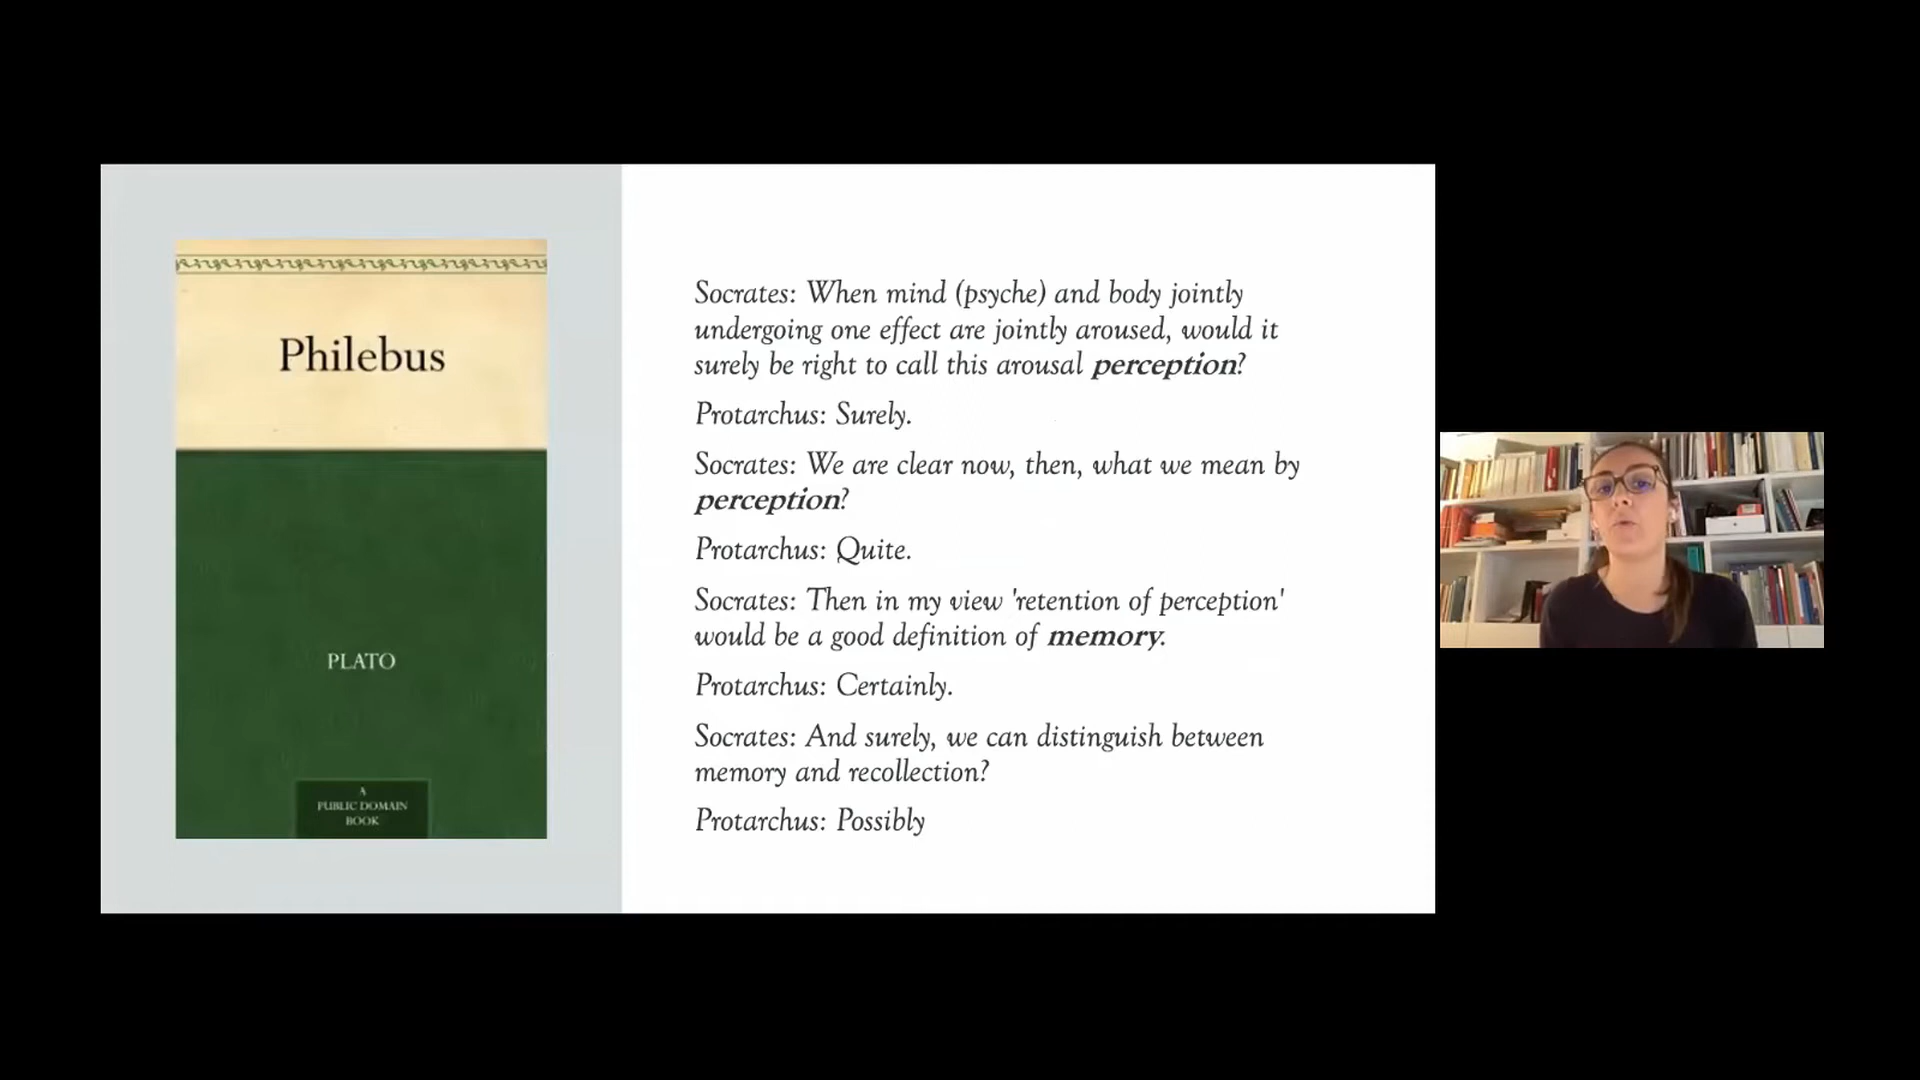 Philebus
PLATO
A
PUBLIC DOMAIN
BOOK
Socrates: When mind (psyche) and body jointly
undergoing one effect are jointly aroused, would it
surely be right to call this arousal perception?
Protarchus: Surely.
Socrates: We are clear now, then, what we mean by
perception?
Protarchus: Quite.
Socrates: Then in my view 'retention of perception'
would be a good definition of memory.
Protarchus: Certainly.
Socrates: And surely, we can distinguish between
memory and recollection?
Protarchus: Possibly